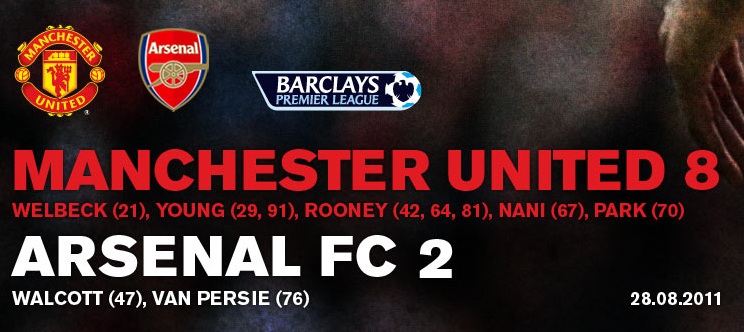 MANCHESTER
UNITED
Arsenal
BARCLAYS
PREMIER LEAGUE
MANCHESTER UNITED 8
WELBECK (21), YOUNG (29, 91), ROONEY (42, 64, 81), NANI (67), PARK (70)
ARSENAL FC 2
WALCOTT (47), VAN PERSIE (76)
28.08.2011